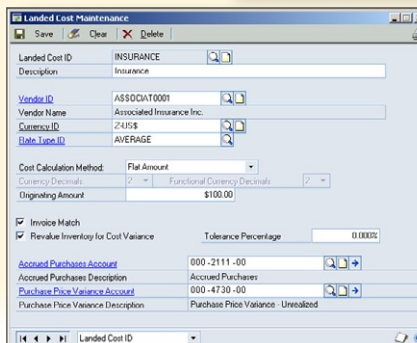 Landed Cost Maintenance
Save Clear Delete
Landed Cost ID INSURANCE
Description Insurance
Vendor ID ASSOCIAT0001
Vendor Name Associated Insurance Inc.
Currency ID Z-US$
Rate Type ID AVERAGE
Cost Calculation Method: Flat Amount
Currency Decimals 2 Functional Currency Decimals 2
Originating Amount $100.00
Invoice Match
Revalue Inventory for Cost Variance Tolerance Percentage 0.000%
Accrued Purchases Account 000 -2111 -00
Accrued Purchases Description Accrued Purchases
Purchase Price Variance Account 000 -4730 -00
Purchase Price Variance Description Purchase Price Variance - Unrealized
Landed Cost ID